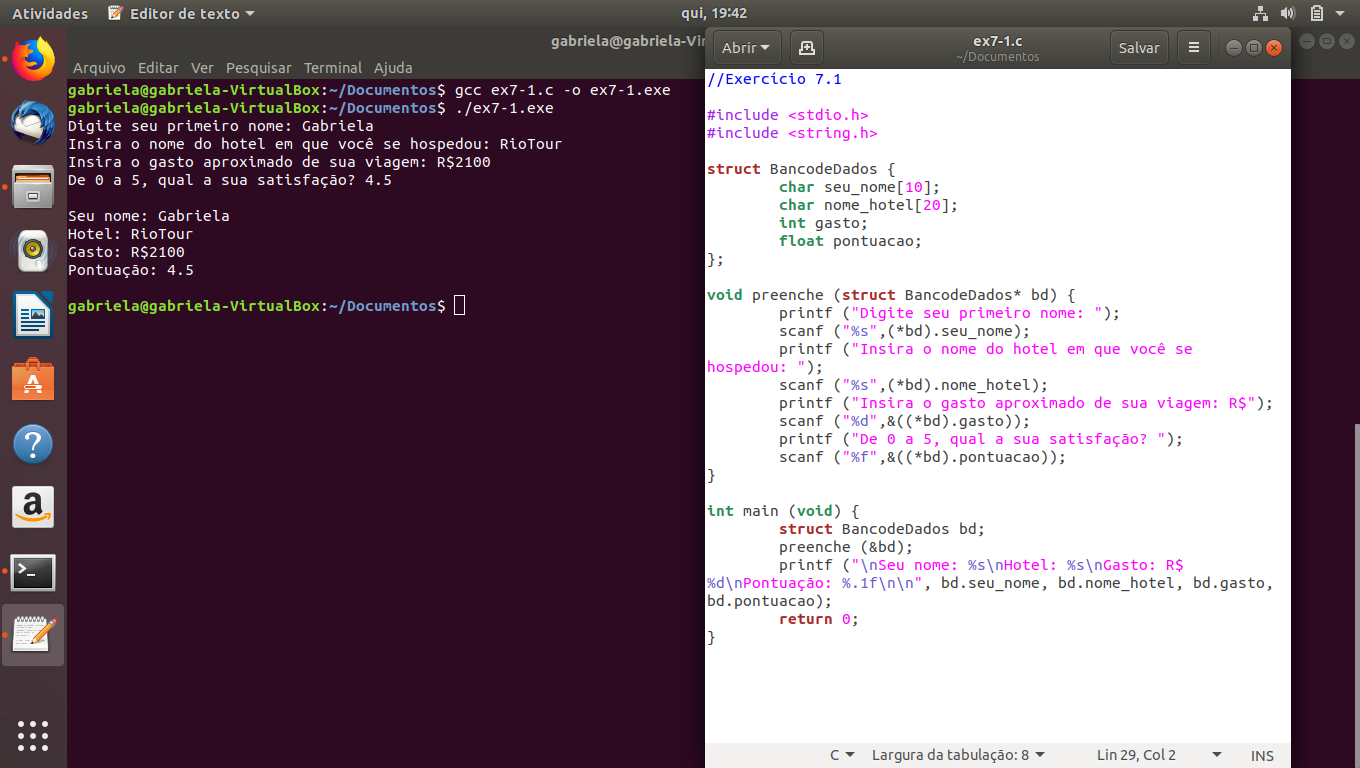 Atividades Editor de texto qui, 19:42
gabriela@gabriela-Vir
Arquivo Editar Ver Pesquisar Terminal Ajuda
gabriela@gabriela-VirtualBox:~/Documentos$ gcc ex7-1.c -o ex7-1.exe
gabriela@gabriela-VirtualBox:~/Documentos$ ./ex7-1.exe
Digite seu primeiro nome: Gabriela
Insira o nome do hotel em que você se hospedou: RioTour
Insira o gasto aproximado de sua viagem: R$2100
De 0 a 5, qual a sua satisfação? 4.5
Seu nome: Gabriela
Hotel: RioTour
Gasto: R$2100
Pontuação: 4.5
gabriela@gabriela-VirtualBox:~/Documentos$
Abrir ex7-1.c Salvar
~/Documentos
//Exercício 7.1
#include <stdio.h>
#include <string.h>
struct BancodeDados {
char seu_nome[10];
char nome_hotel[20];
int gasto;
float pontuacao;
};
void preenche (struct BancodeDados* bd) {
printf ("Digite seu primeiro nome: ");
scanf ("%s",(*bd).seu_nome);
printf ("Insira o nome do hotel em que você se
hospedou: ");
scanf ("%s",(*bd).nome_hotel);
printf ("Insira o gasto aproximado de sua viagem: R$");
scanf ("%d",&((*bd).gasto));
printf ("De 0 a 5, qual a sua satisfação? ");
scanf ("%f",&((*bd).pontuacao));
}
int main (void) {
struct BancodeDados bd;
preenche (&bd);
printf ("\nSeu nome: %s\nHotel: %s\nGasto: R$
%d\nPontuação: %.1f\n\n", bd.seu_nome, bd.nome_hotel, bd.gasto,
bd.pontuacao);
return 0;
}
C Largura da tabulação: 8 Lin 29, Col 2 INS